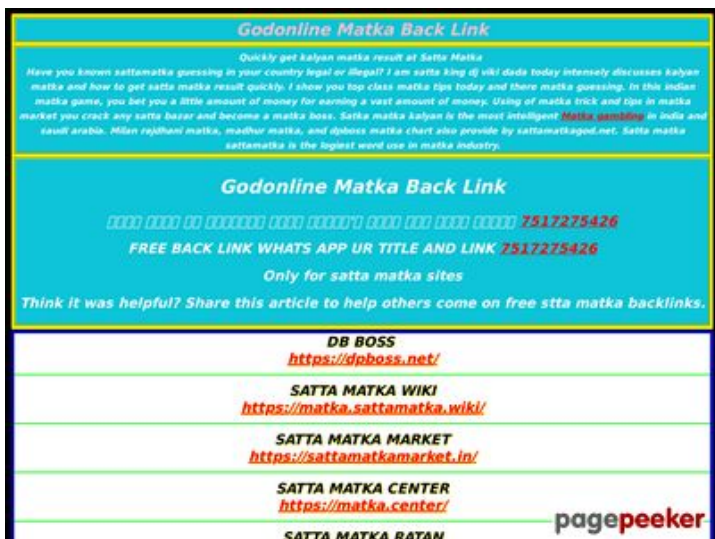 Godonline Matka Back Link
Quickly get kalyan matka result at Satta Matka
Have you known sattamatka guessing in your country legal or illegal? I am satta king dj viki dada today intensely discusses kalyan
matka and how to get satta matka result quickly. I show you top class matka tips today and there matka guessing. In this indian
matka game, you bet you a little amount of money for earning a vast amount of money. Using of matka trick and tips in matka
market you crack any satta bazar and become a matka boss. Satka matka kalyan is the most intelligent Matka gambling in india and
saudi arabia. Milan rajdhani matka, madhur matka, and dpboss matka chart also provide by sattamatkagod.net. Satta matka
sattamatka is the logiest word use in matka industry.
Godonline Matka Back Link
7517275426
FREE BACK LINK WHATS APP UR TITLE AND LINK 7517275426
Only for satta matka sites
Think it was helpful? Share this article to help others come on free stta matka backlinks.
DB BOSS
https://dpboss.net/
SATTA MATKA WIKI
https://matka.sattamatka.wiki/
SATTA MATKA MARKET
https://sattamatkamarket.in/
SATTA MATKA CENTER
https://matka.center/
SATTA MATKA RATAN
pagepeeker